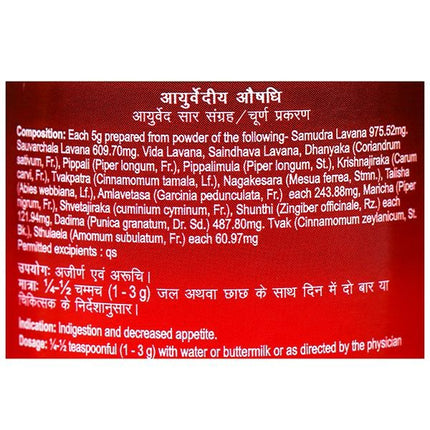 आयुर्वेदीय औषधि
आयुर्वेद सार संग्रह/चूर्ण प्रकरण
Composition: Each 5g prepared from powder of the following- Samudra Lavana 975.52mg.
Sauvarchala Lavana 609.70mg. Vida Lavana, Saindhava Lavana, Dhanyaka (Coriandrum
sativum, Fr.), Pippali (Piper longum, Fr.), Pippalimula (Piper longum, St.), Krishnajiraka (Carum
carvi, Fr.), Tvakpatra (Cinnamomum tamala, Lf.), Nagakesara (Mesua ferrea, Stmn.), Talisha
(Abies webbiana, Lf.), Amlavetasa (Garcinia pedunculata, Fr.) each 243.88mg, Maricha (Piper
nigrum, Fr.), Shvetajiraka (cuminium cyminum, Fr.), Shunthi (Zingiber officinale, Rz.) each
121.94mg, Dadima (Punica granatum, Dr. Sd.) 487.80mg. Tvak (Cinnamomum zeylanicum, St.
Bk.), Sthulaela (Amomum subulatum, Fr.) each 60.97mg
Permitted excipients : qs
उपयोग: अजीर्ण एवं अरूचि।
मात्रा: ¼-½ चम्मच (1 - 3 g) जल अथवा छाछ के साथ दिन में दो बार या
चिकित्सक के निर्देशानुसार।
Indication: Indigestion and decreased appetite.
Dosage: ¼-½ teaspoonful (1 – 3 g) with water or buttermilk or as directed by the physician